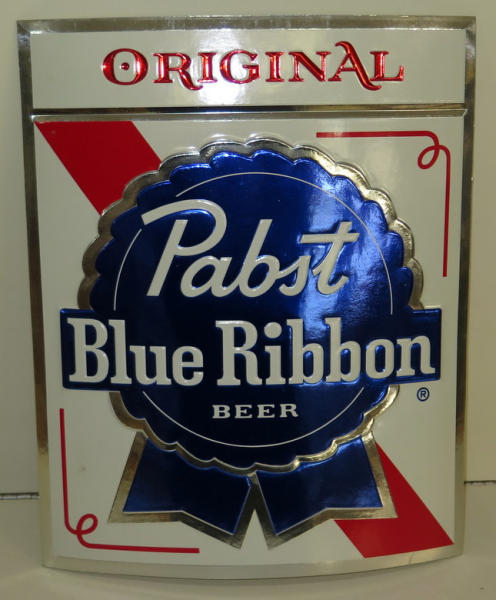 ORIGINAL
Pabst
Blue Ribbon
BEER
®